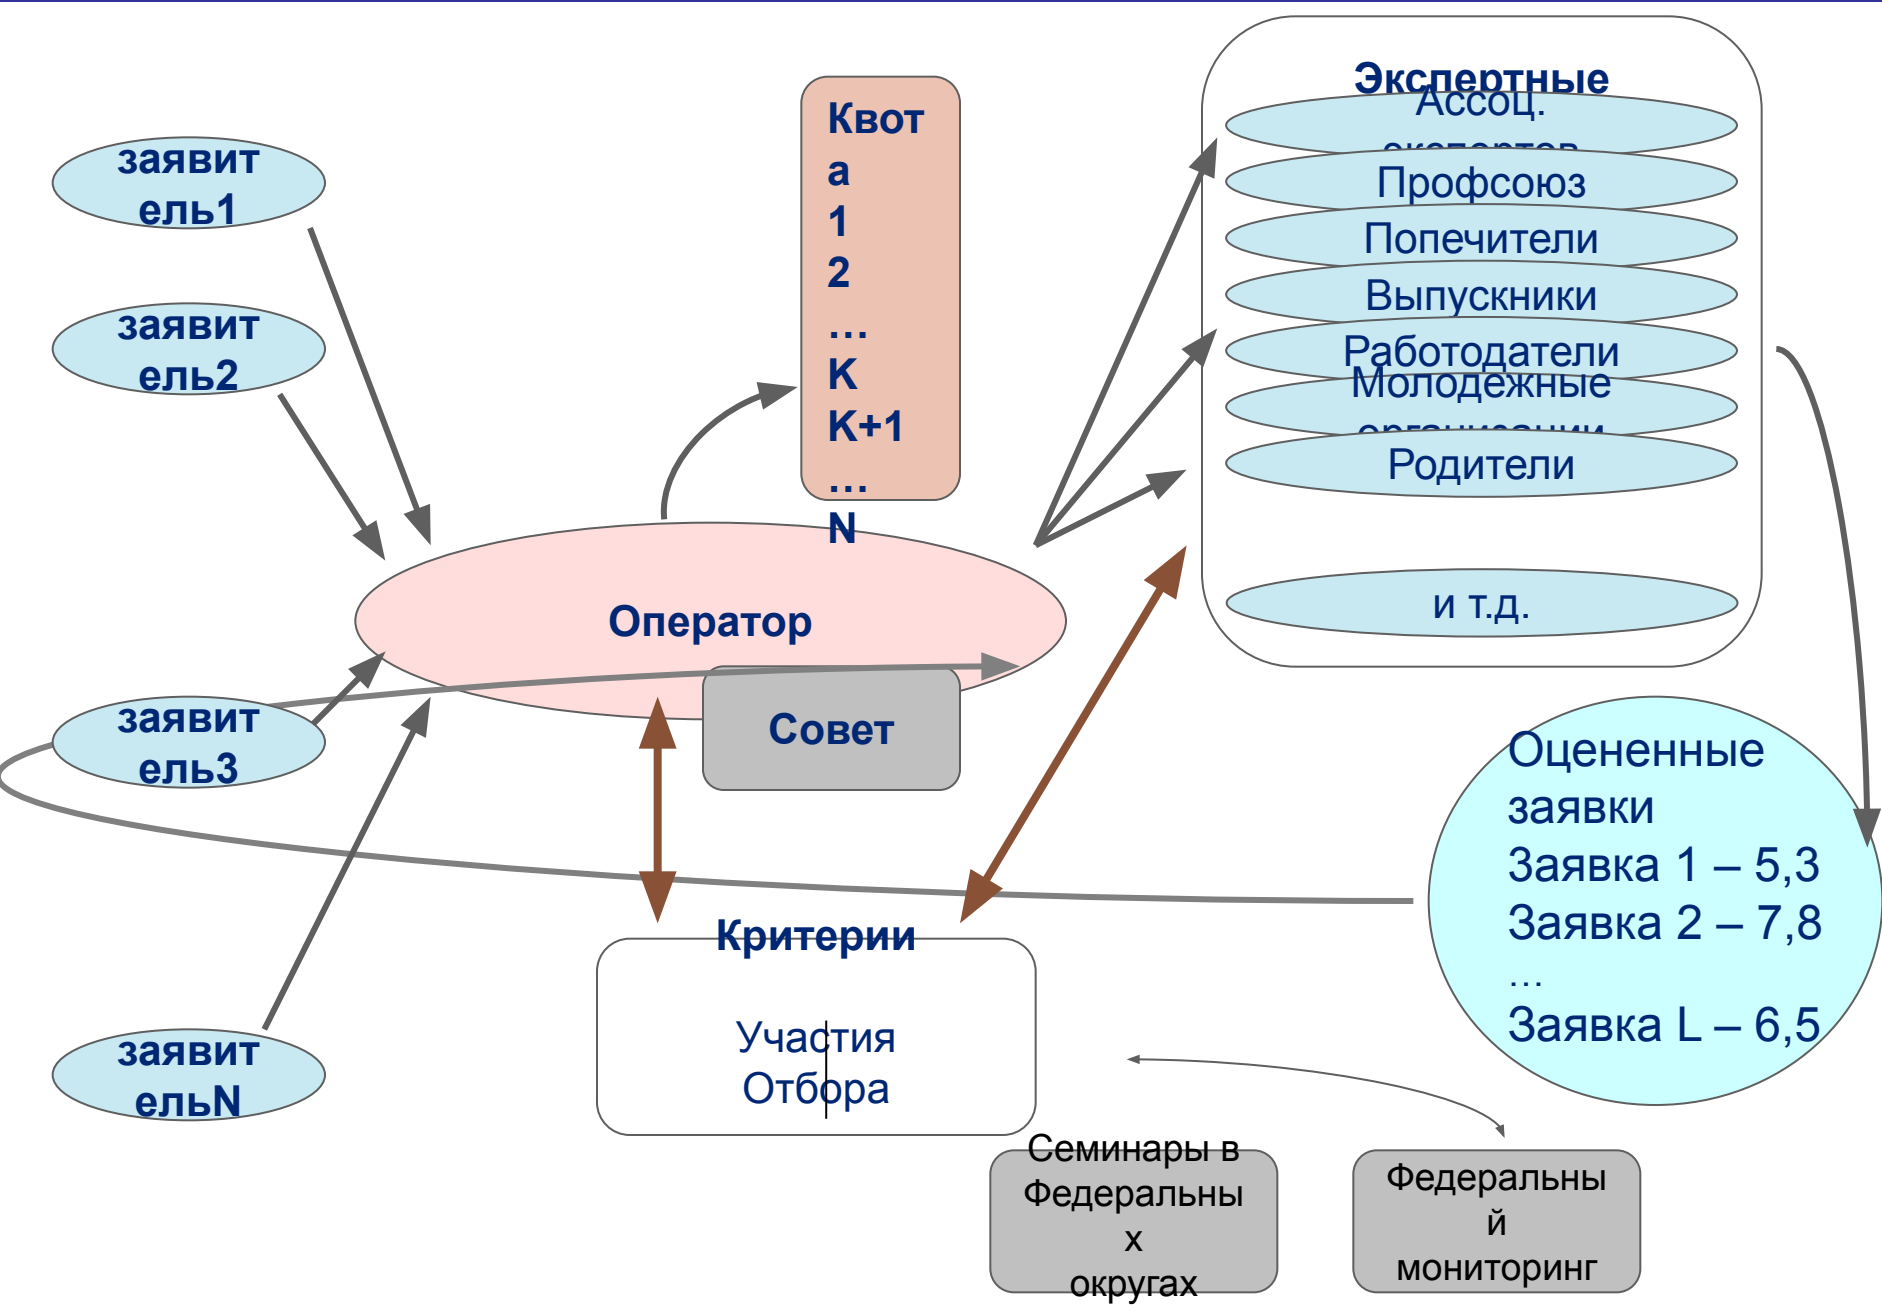 Экспертные
Ассоц.
экспертов
Профсоюз
Попечители
Выпускники
Работодатели
Молодежные
организации
Родители
и т.д.
Квот
а
1
2
…
K
K+1
…
N
заявит
ель1
заявит
ель2
Оператор
Совет
заявит
ель3
заявит
ельN
Критерии
Участия
Отбора
Оцененные
заявки
Заявка 1 – 5,3
Заявка 2 – 7,8
…
Заявка L – 6,5
Семинары в
Федеральны
х
округах
Федеральны
й
мониторинг